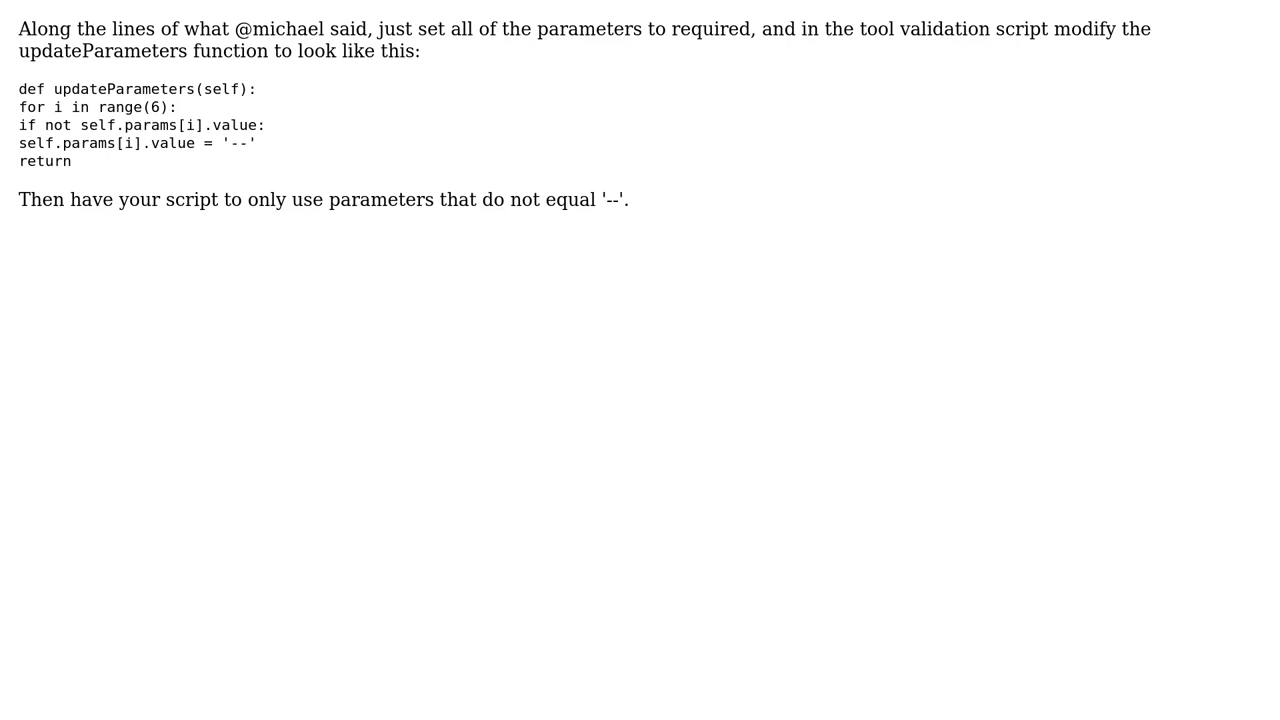 Along the lines of what @michael said, just set all of the parameters to required, and in the tool validation script modify the
updateParameters function to look like this:
def updateParameters(self):
for i in range(6):
if not self.params[i].value:
self.params[i].value = '--'
return
Then have your script to only use parameters that do not equal '--'.